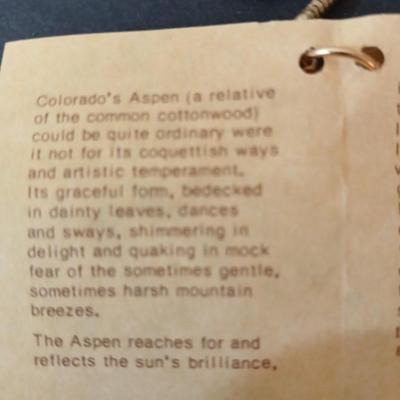 Colorado's Aspen (a relative
of the common cottonwood)
could be quite ordinary were
it not for its coquettish ways
and artistic temperament.
Its graceful form, bedecked
in dainty leaves, dances
and sways, shimmering in
delight and quaking in mock
fear of the sometimes gentle,
sometimes harsh mountain
breezes.
The Aspen reaches for and
reflects the sun's brilliance,